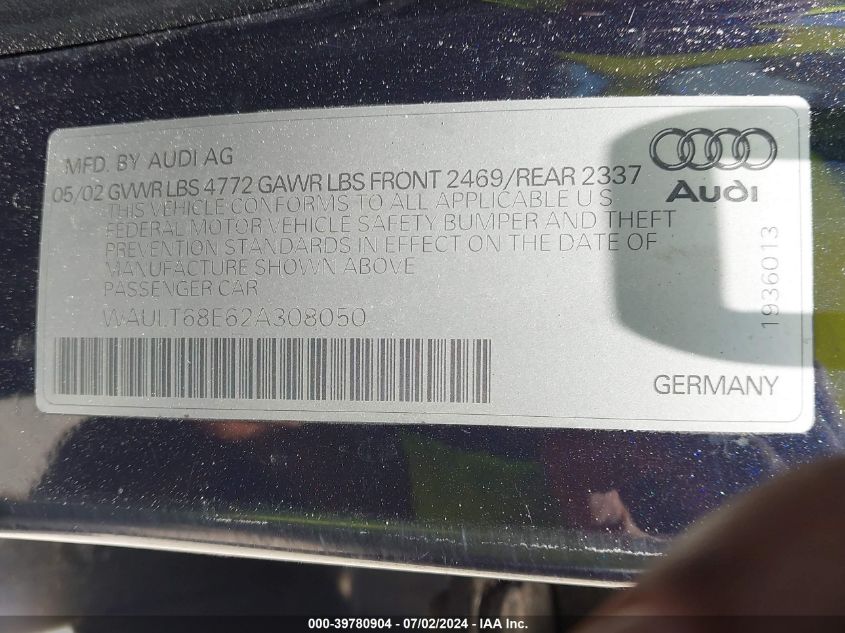 MFD. BY AUDI AG
05/02 GVWR LBS 4772 GAWR LBS FRONT 2469/REAR 2337
THIS VEHICLE CONFORMS TO ALL APPLICABLE U S
FEDERAL MOTOR VEHICLE SAFETY BUMPER AND THEFT
PREVENTION STANDARDS IN EFFECT ON THE DATE OF
MANUFACTURE SHOWN ABOVE
PASSENGER CAR
WAULT68E62A308050
Audi
1936013
GERMANY
000-39780904 / 07/02/2024 - IAA Inc.